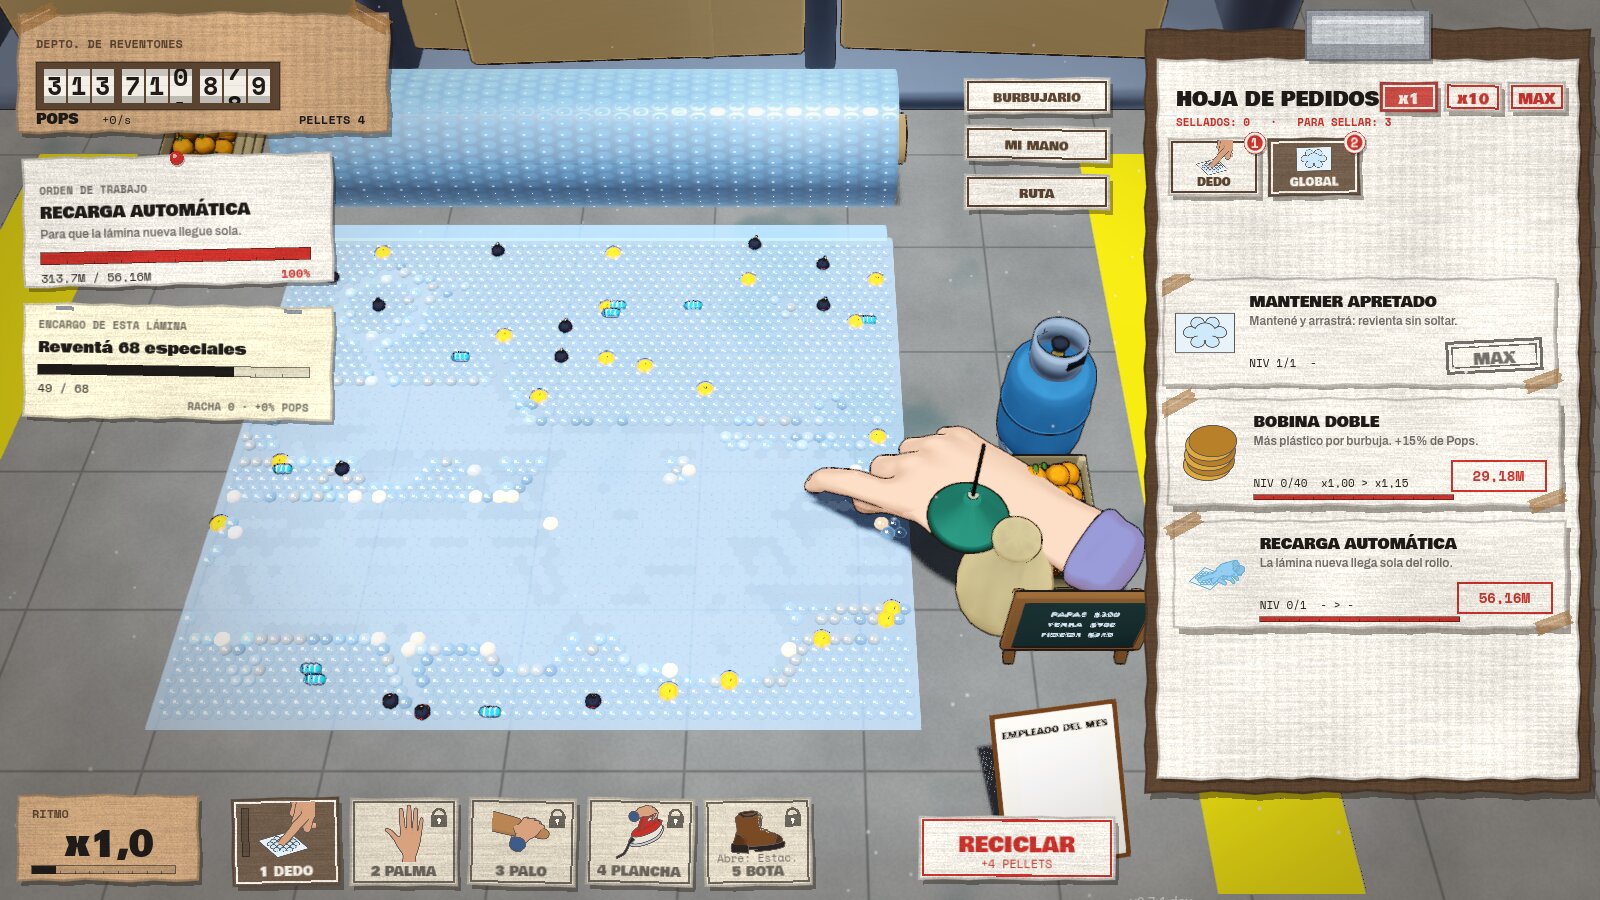 DEPTO. DE REVENTONES
POPS +0/s PELLETS 4
ORDEN DE TRABAJO
RECARGA AUTOMÁTICA
Para que la lámina nueva llegue sola.
313.7M / 56.16M 100%
ENCARGO DE ESTA LÁMINA
Reventá 68 especiales
49 / 68
RACHA 0 - +0% POPS
BURBUJARIO
MI MANO
RUTA
HOJA DE PEDIDOS x1 x10 MAX
SELLADOS: 0 · PARA SELLAR: 3
1 2
DEDO GLOBAL
MANTENER APRETADO
Mantené y arrastrá: revienta sin soltar.
NIV 1/1 - MAX
BOBINA DOBLE
Más plástico por burbuja. +15% de Pops.
29,18M
NIV 0/40 x1,00 > x1,15
RECARGA AUTOMÁTICA
La lámina nueva llega sola del rollo.
56,16M
NIV 0/1 - > -
EMPLEADO DEL MES
RECICLAR
+4 PELLETS
RITMO
x1,0
1 DEDO
2 PALMA
3 PALO
4 PLANCHA
Abre: Estac.
5 BOTA